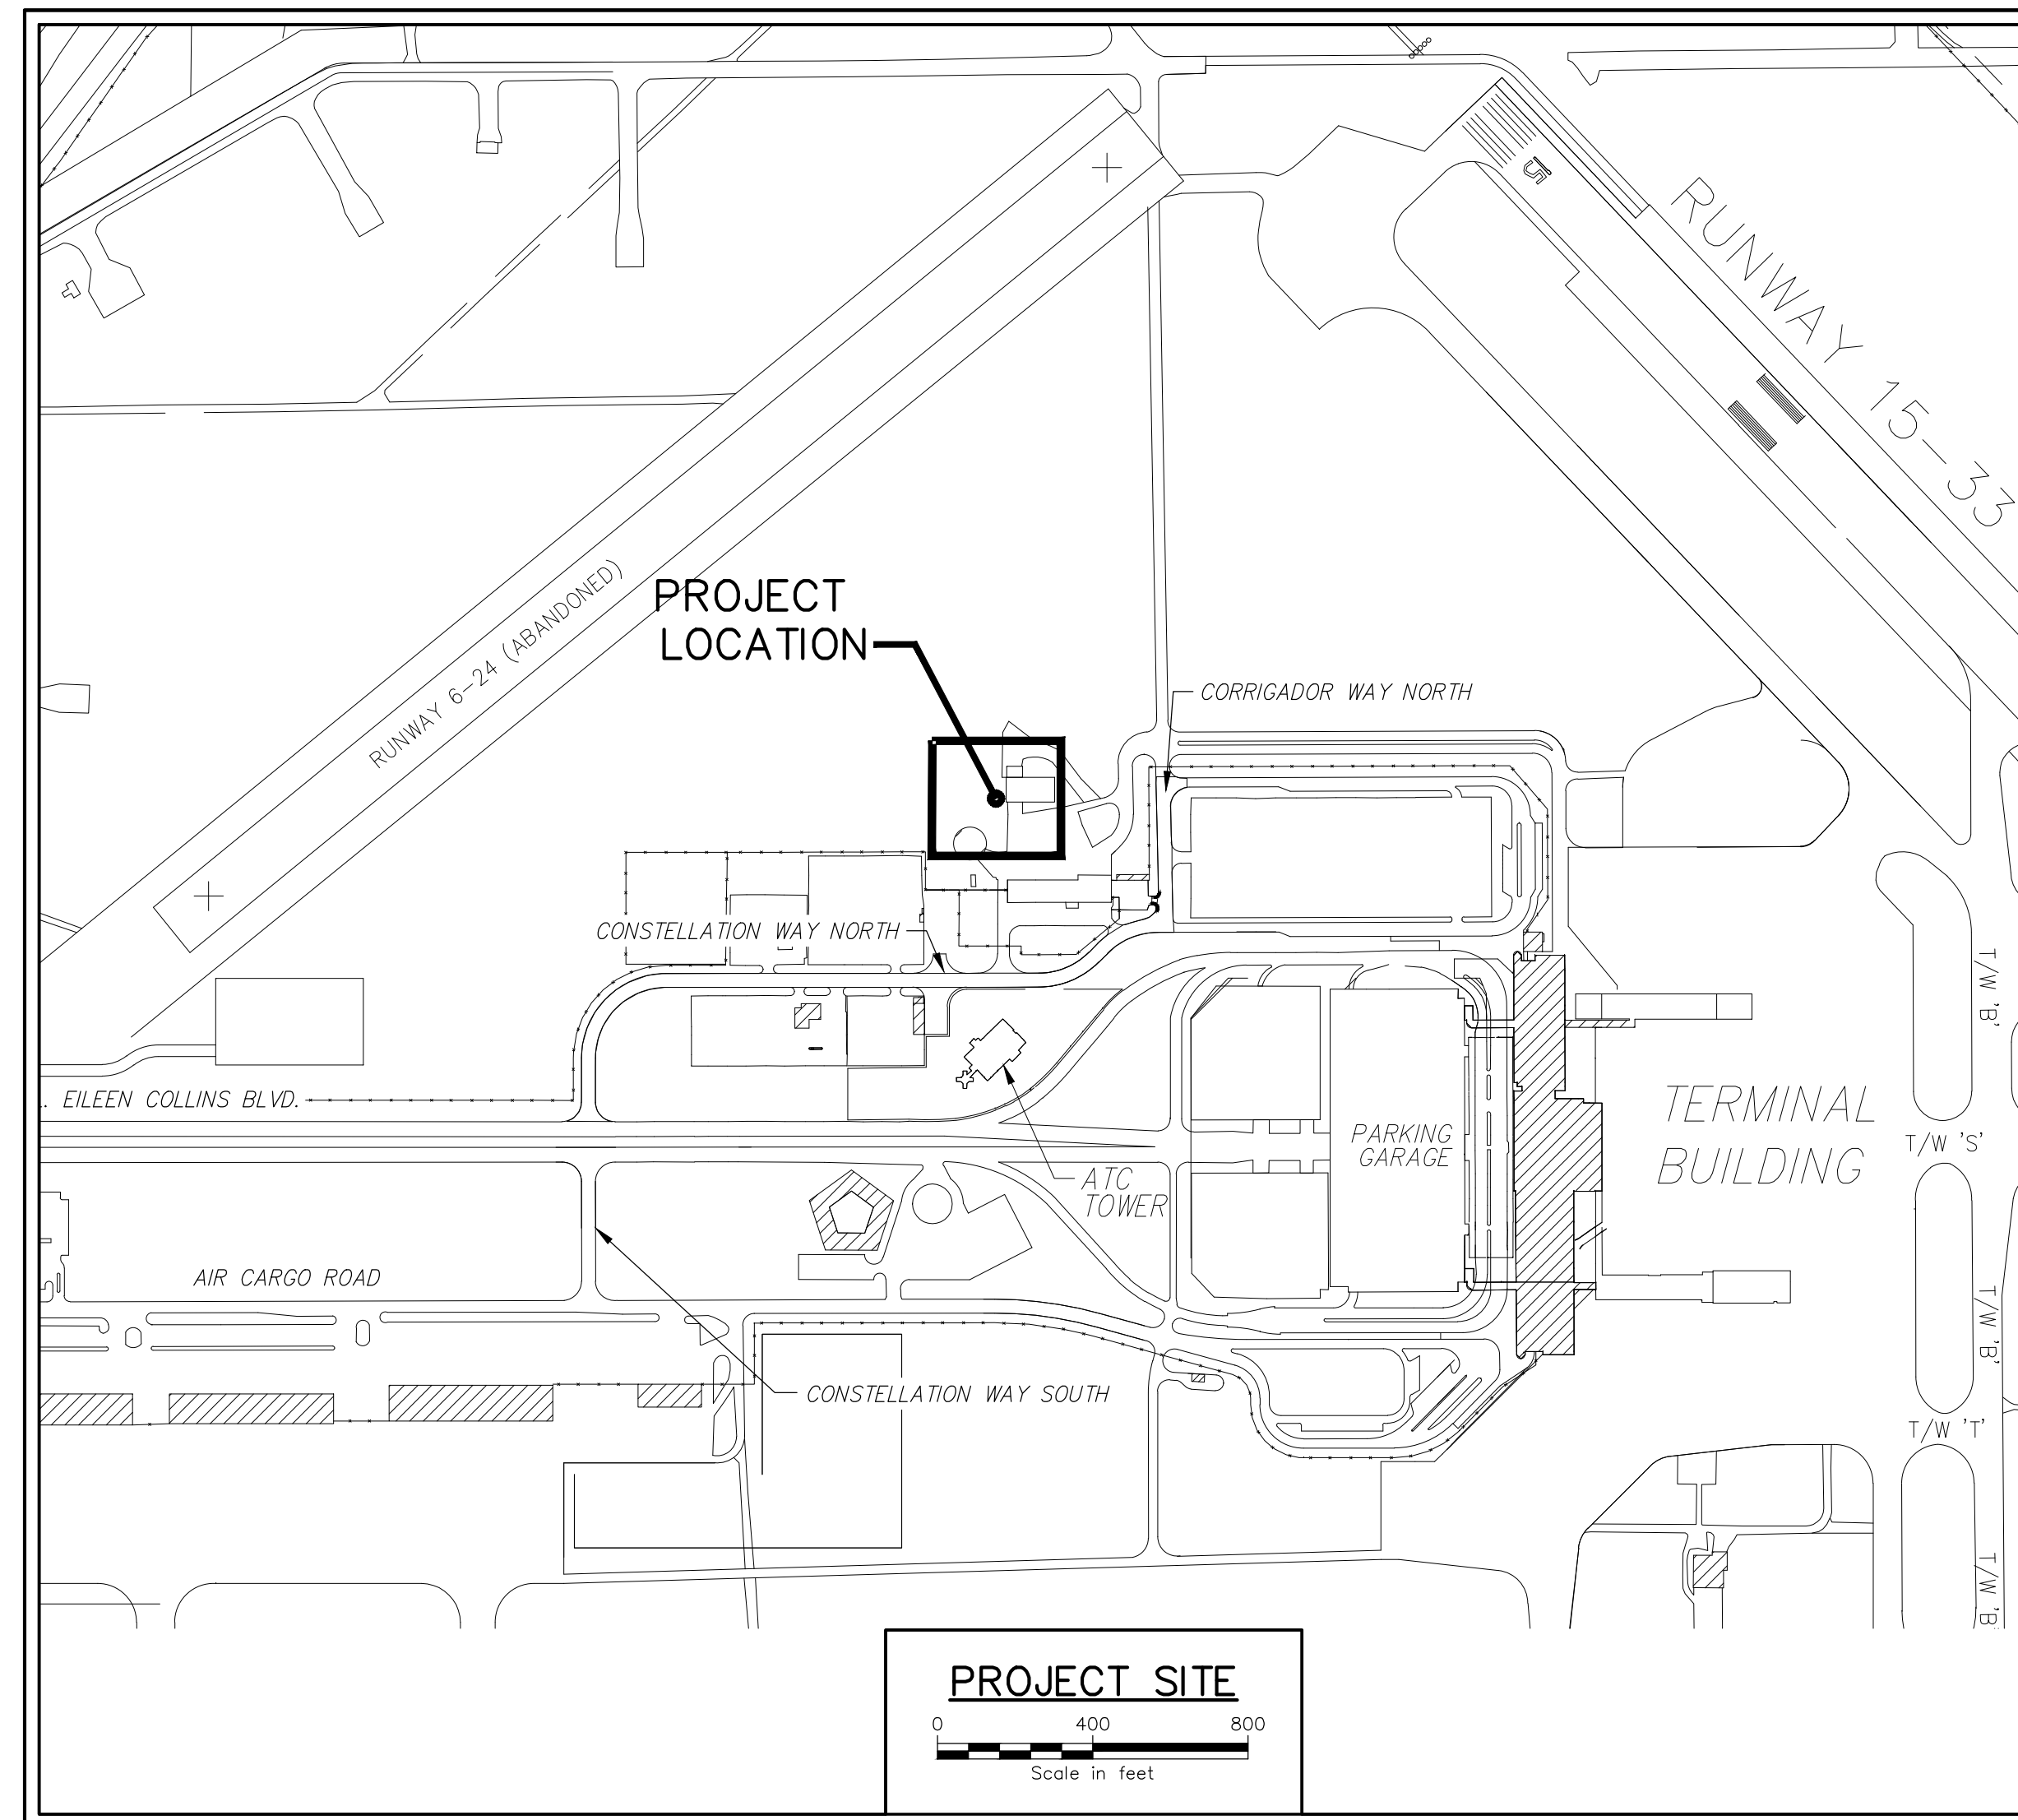 15
RUNWAY 15-33
RUNWAY 6-24 (ABANDONED)
PROJECT
LOCATION
CORRIGADOR WAY NORTH
CONSTELLATION WAY NORTH
T/W 'B'
. EILEEN COLLINS BLVD.
TERMINAL
BUILDING
PARKING
GARAGE
T/W 'S'
ATC
TOWER
AIR CARGO ROAD
T/W 'B'
CONSTELLATION WAY SOUTH
T/W 'T'
T/W 'B'
PROJECT SITE
0 400 800
Scale in feet